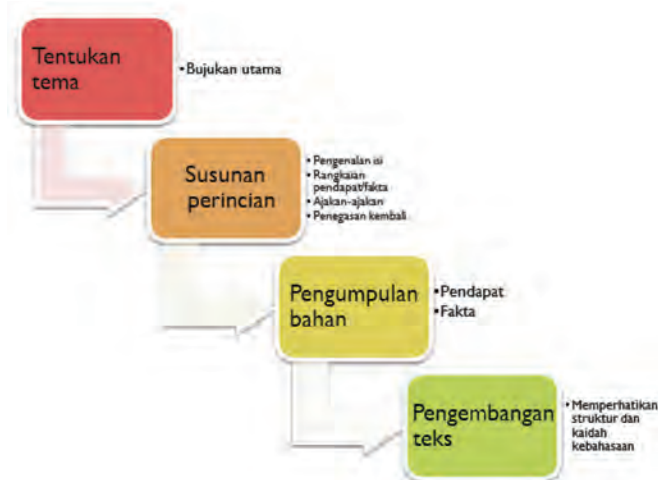 Tentukan
tema
•Bujukan utama
Susunan
perincian
•Pengenalan isi
•Rangkaian
pendapat/fakta
•Ajakan-ajakan
•Penegasan kembali
Pengumpulan
bahan
•Pendapat
•Fakta
Pengembangan
teks
•Memperhatikan
struktur dan
kaidah
kebahasaan